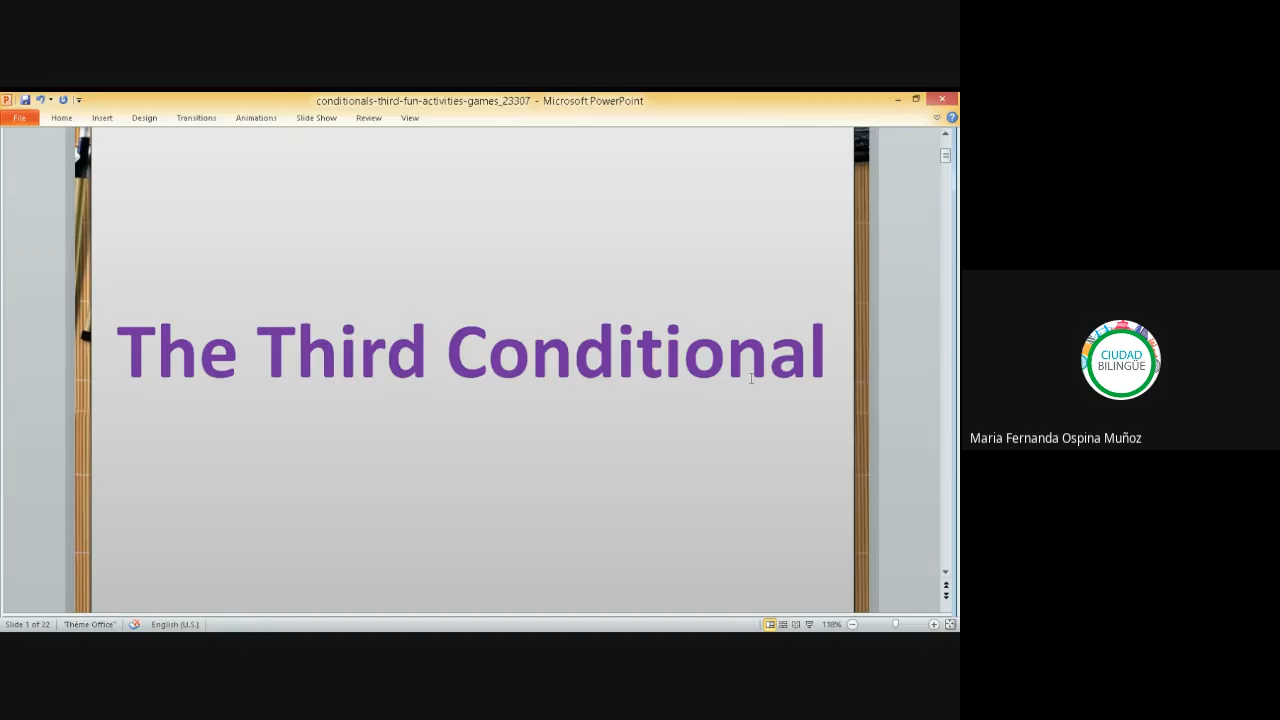 conditionals-third-fun-activities-games_23307 - Microsoft PowerPoint
File Home Insert Design Transitions Animations Slide Show Review View
The Third Conditional
CIUDAD
BILINGÜE
Maria Fernanda Ospina Muñoz
Slide 1 of 22 "Thème Office" English (U.S.) 118%